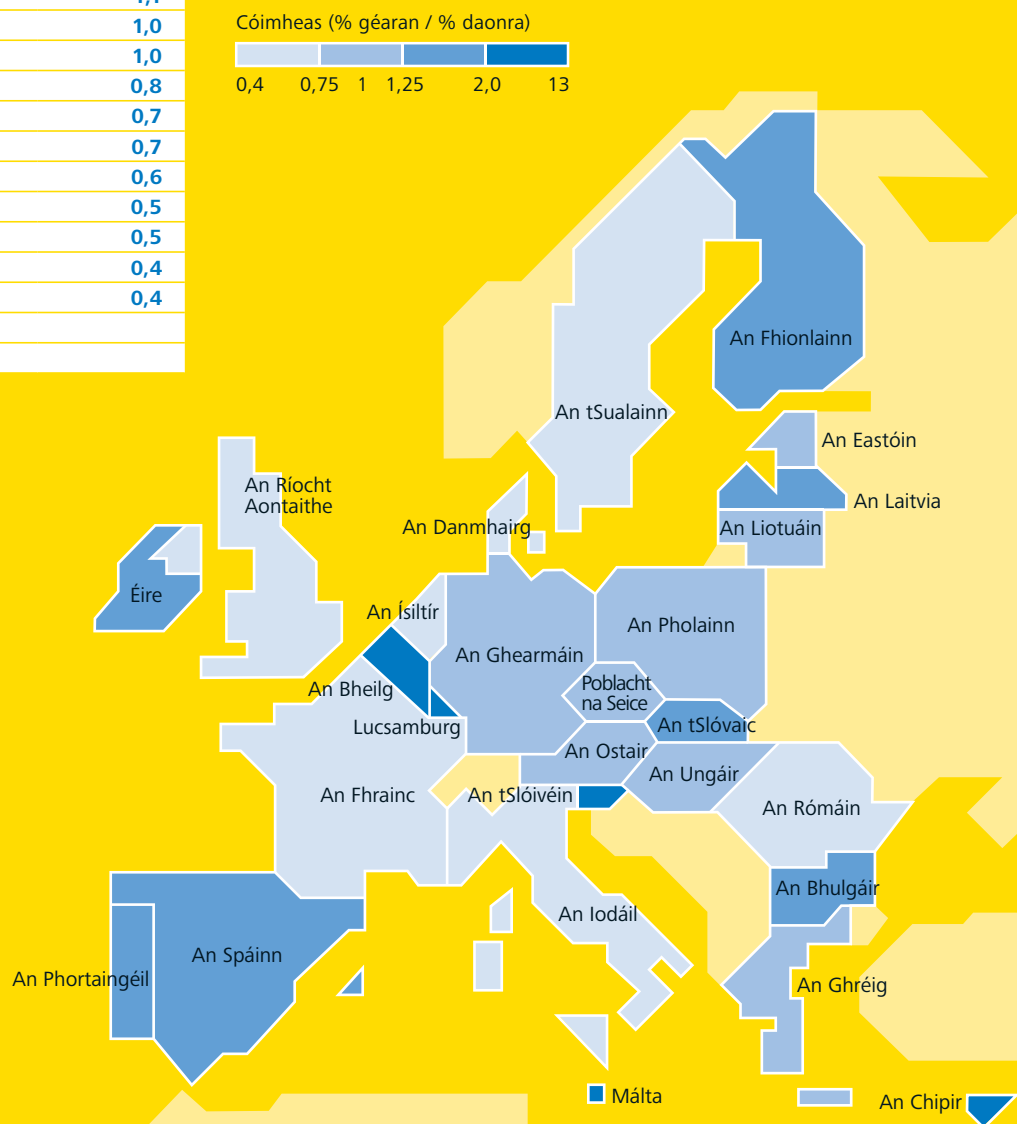 1,0
1,0
0,8
0,7
0,7
0,6
0,5
0,5
0,4
0,4
Cóimheas (% géaran / % daonra)
0,4 0,75 1 1,25 2,0 13
An Fhionlainn
An tSualainn
An Eastóin
An Ríocht
Aontaithe
An Laitvia
An Danmhairg
An Liotuáin
Éire
An Ísiltír
An Pholainn
An Ghearmáin
An Bheilg
Poblacht
na Seice
Lucsamburg
An tSlóvaic
An Ostair
An Ungáir
An Fhrainc
An tSlóivéin
An Rómáin
An Bhulgáir
An Iodáil
An Spáinn
An Phortaingéil
An Ghréig
Málta
An Chipir